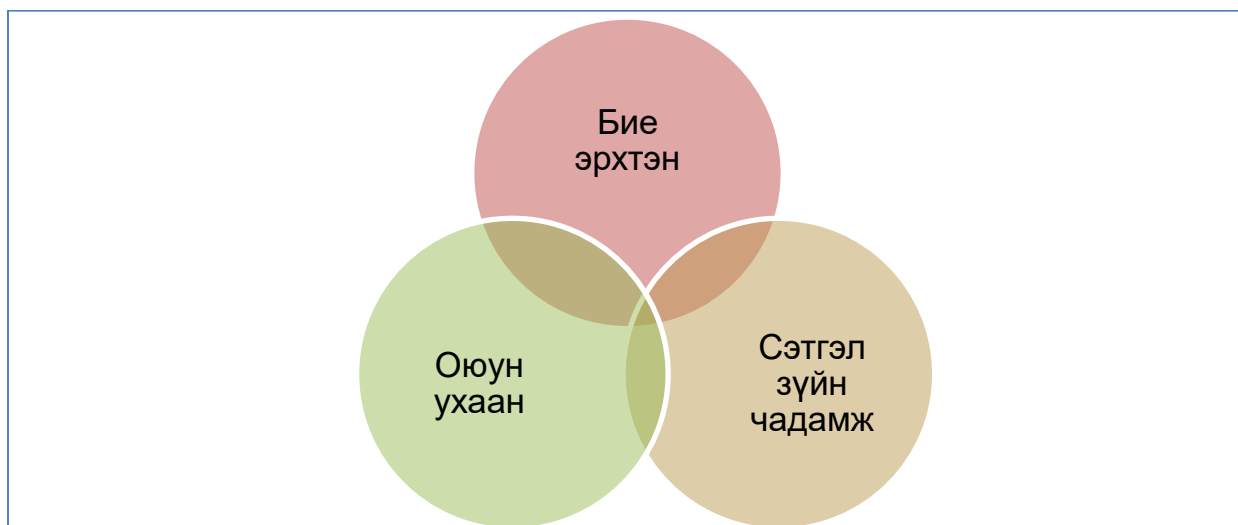 Бие
эрхтэн
Оюун
ухаан
Сэтгэл
зүйн
чадамж